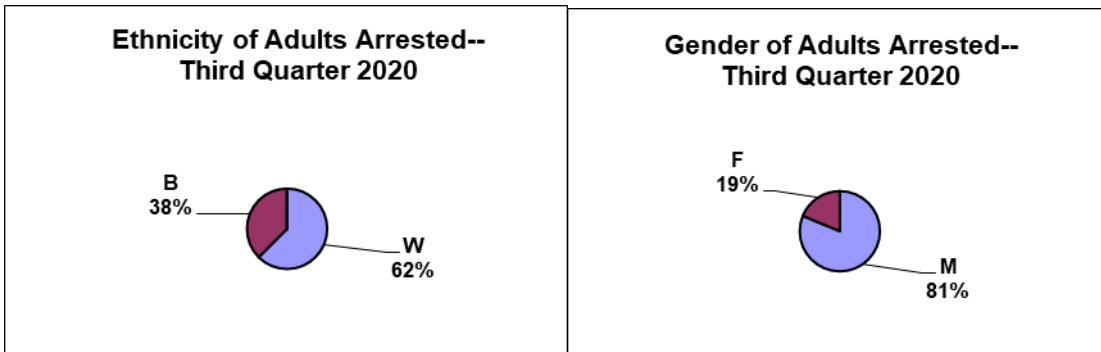 Ethnicity of Adults Arrested--
Third Quarter 2020
B
38%
W
62%
Gender of Adults Arrested--
Third Quarter 2020
F
19%
M
81%